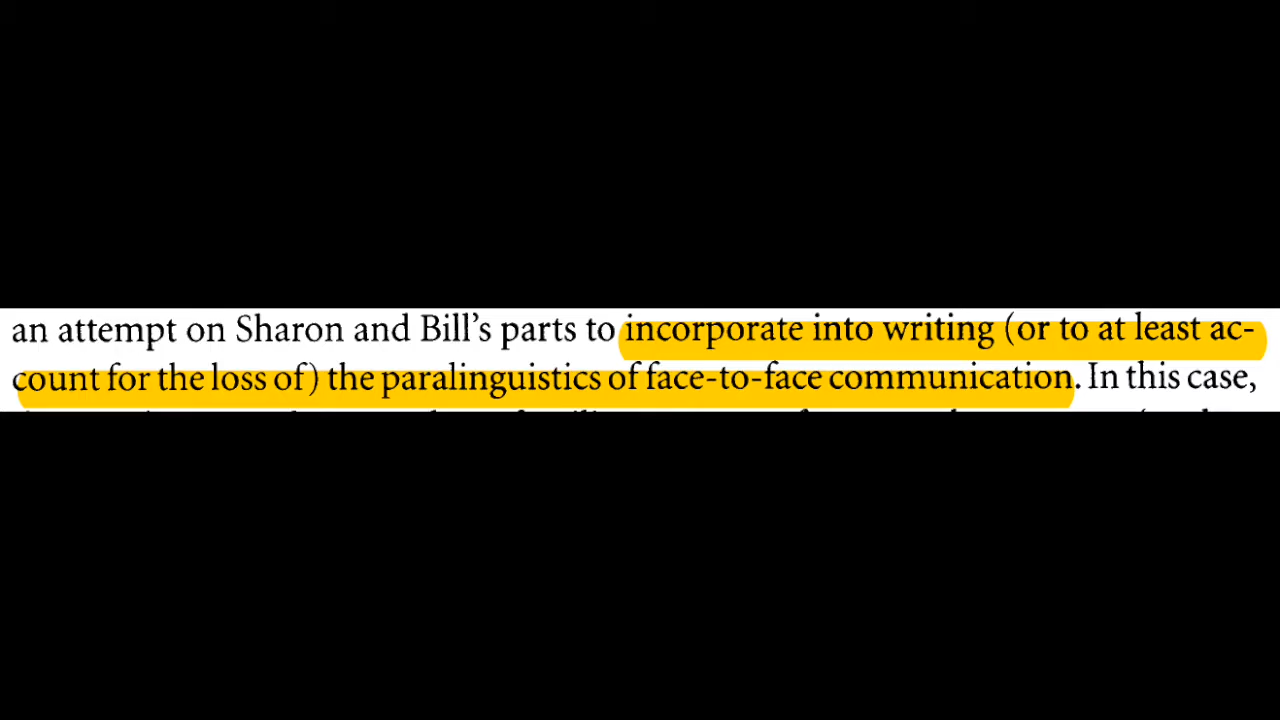 an attempt on Sharon and Bill’s parts to incorporate into writing (or to at least ac-
count for the loss of) the paralinguistics of face-to-face communication. In this case,